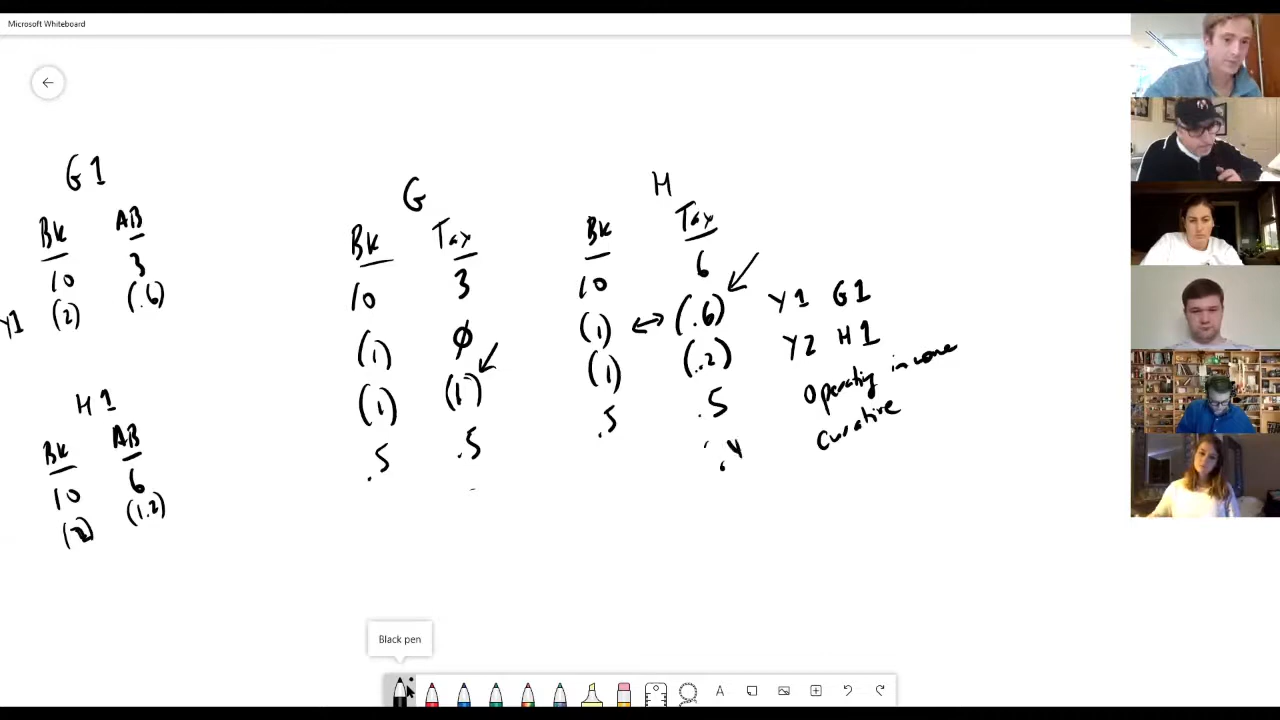 Microsoft Whiteboard
G1
Bk AB
10 3
Y1 (2) (.6)
H1
Bk AB
10 6
(2) (1.2)
G
Bk Tax
10 3
(1) ∅
(1) (1)
.5 .5
H
Bk Tax
10 6
(1) ↔ (.6)
(1) (.2)
.5 .5
.4
Y1 G1
Y2 H1
Operating income
curative
Black pen
A